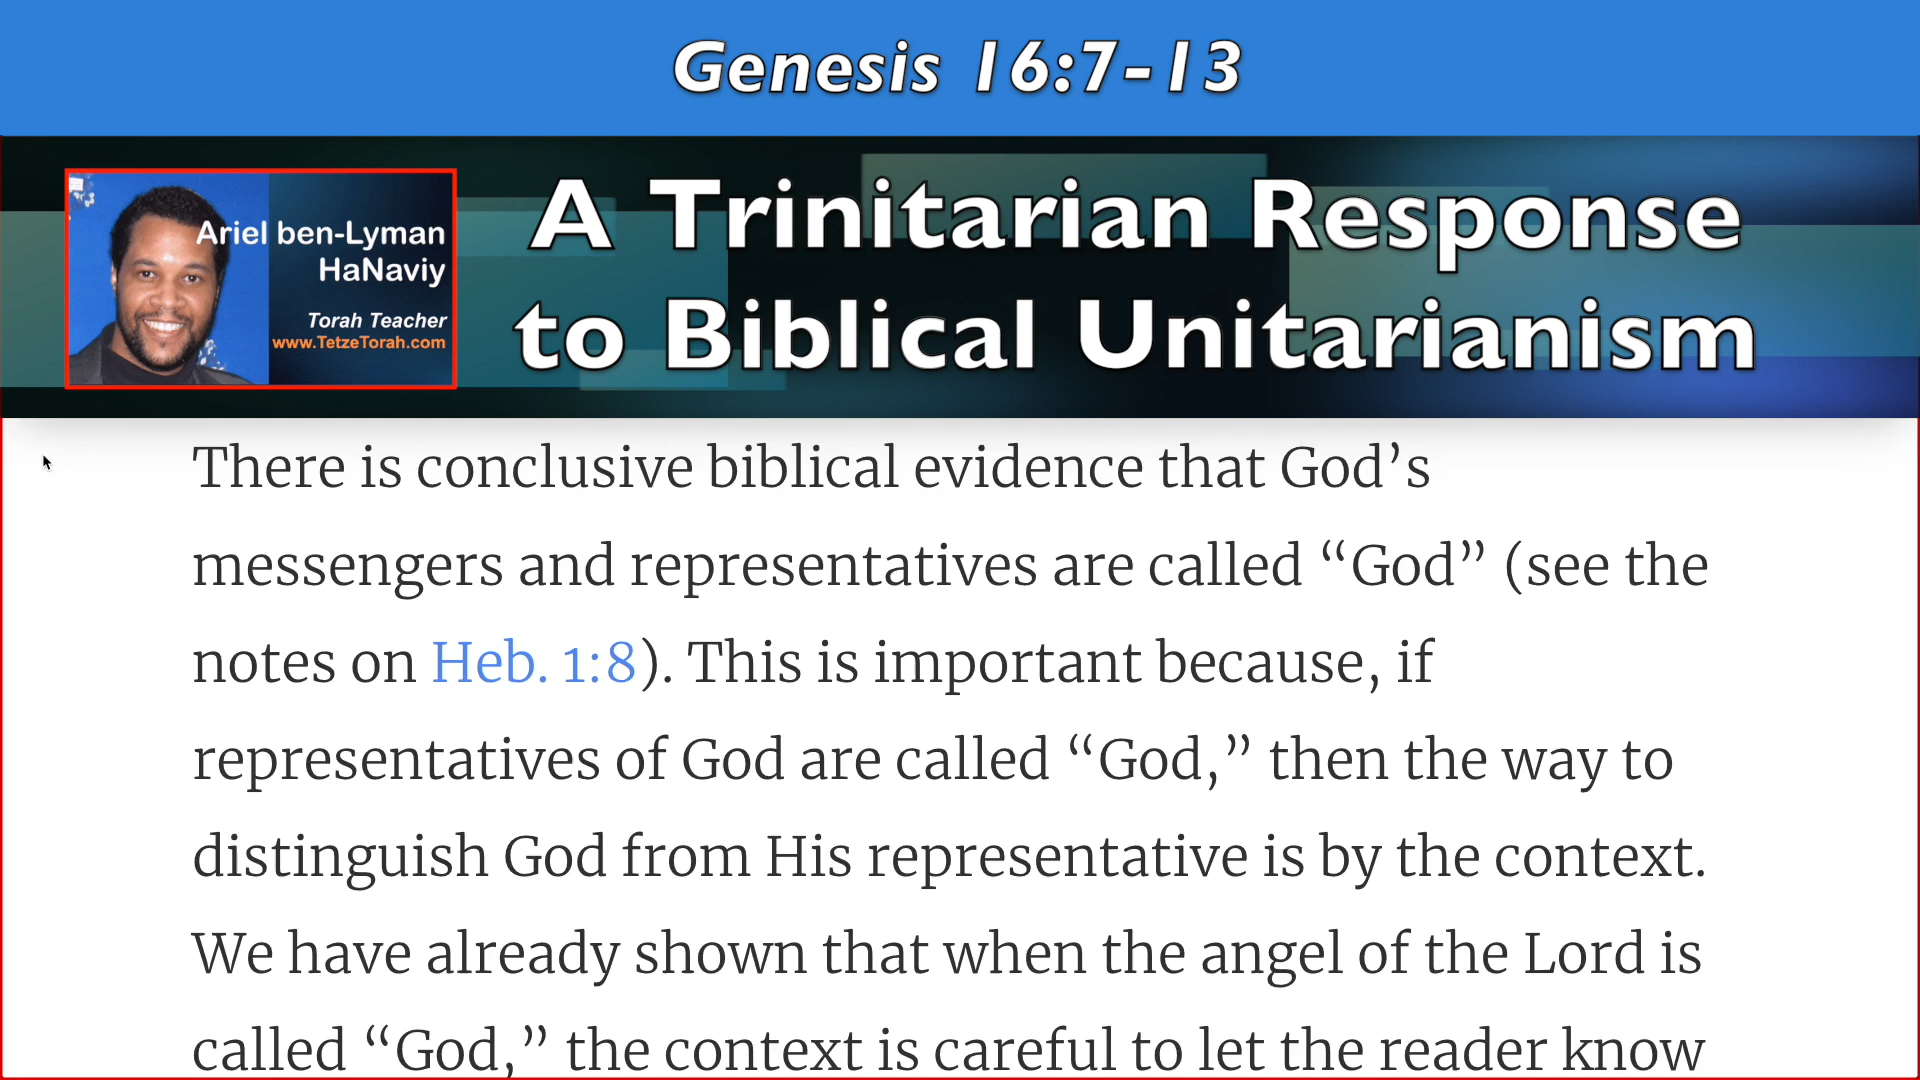 Genesis 16:7-13
Ariel ben-Lyman
HaNaviy
Torah Teacher
www.TetzeTorah.com
A Trinitarian Response
to Biblical Unitarianism
There is conclusive biblical evidence that God’s
messengers and representatives are called “God” (see the
notes on Heb. 1:8). This is important because, if
representatives of God are called “God,” then the way to
distinguish God from His representative is by the context.
We have already shown that when the angel of the Lord is
called “God,” the context is careful to let the reader know